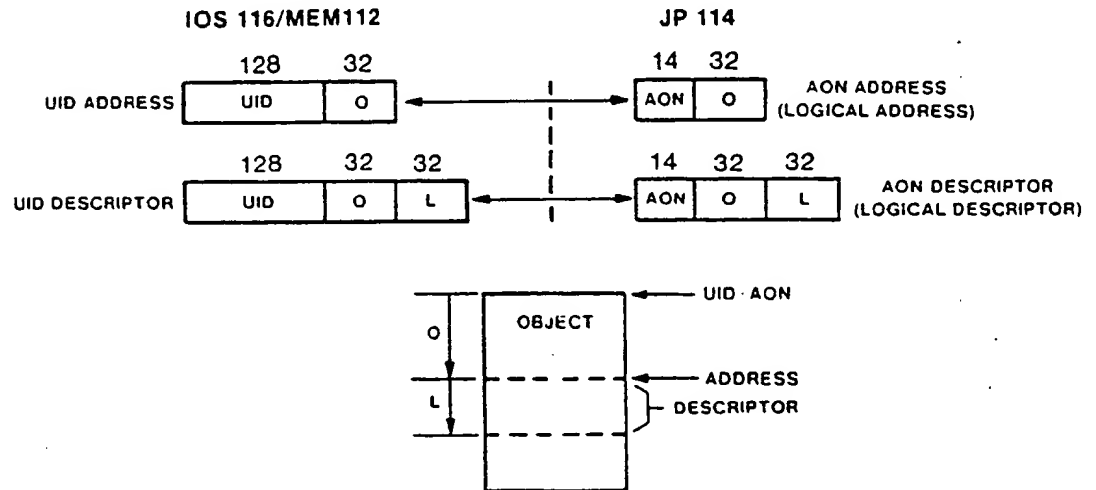 IOS 116/MEM112 JP 114
128 32 14 32
UID ADDRESS UID O AON O AON ADDRESS
(LOGICAL ADDRESS)
128 32 32 14 32 32
UID DESCRIPTOR UID O L AON O L AON DESCRIPTOR
(LOGICAL DESCRIPTOR)
UID·AON
OBJECT
O
ADDRESS
L
DESCRIPTOR